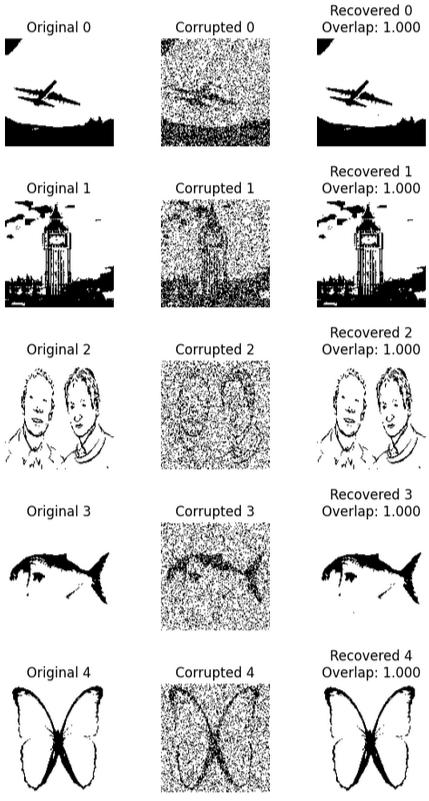 Original 0
Corrupted 0
Recovered 0
Overlap: 1.000
Original 1
Corrupted 1
Recovered 1
Overlap: 1.000
Original 2
Corrupted 2
Recovered 2
Overlap: 1.000
Original 3
Corrupted 3
Recovered 3
Overlap: 1.000
Original 4
Corrupted 4
Recovered 4
Overlap: 1.000